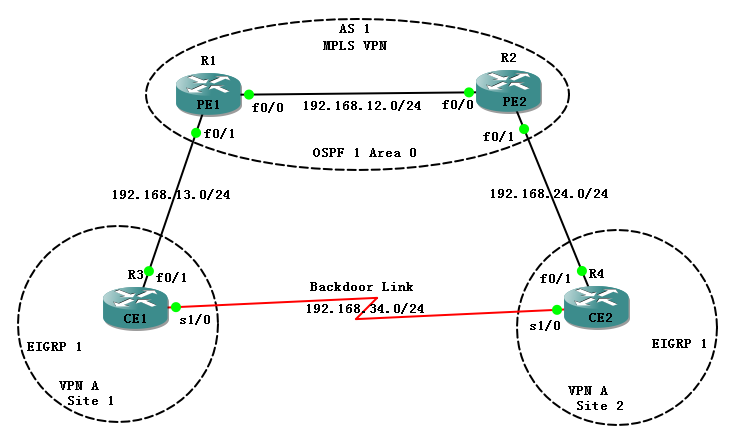 AS 1
MPLS VPN
R1
R2
PE1
PE2
f0/0
192.168.12.0/24
f0/0
f0/1
f0/1
OSPF 1 Area 0
192.168.13.0/24
192.168.24.0/24
R3
f0/1
f0/1
R4
Backdoor Link
192.168.34.0/24
CE1
s1/0
s1/0
CE2
EIGRP 1
EIGRP 1
VPN A
Site 1
VPN A
Site 2